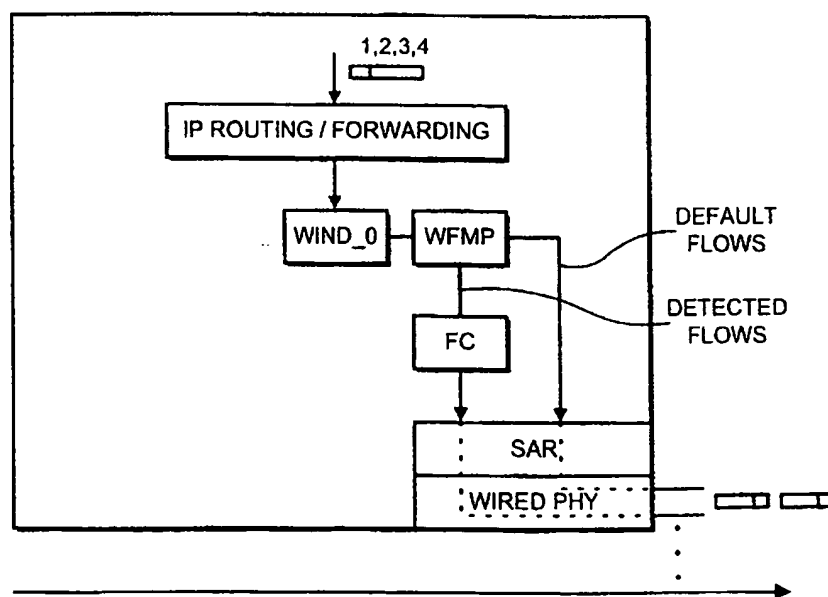 1,2,3,4
IP ROUTING / FORWARDING
WIND_0
WFMP
DEFAULT
FLOWS
DETECTED
FLOWS
FC
SAR
WIRED PHY